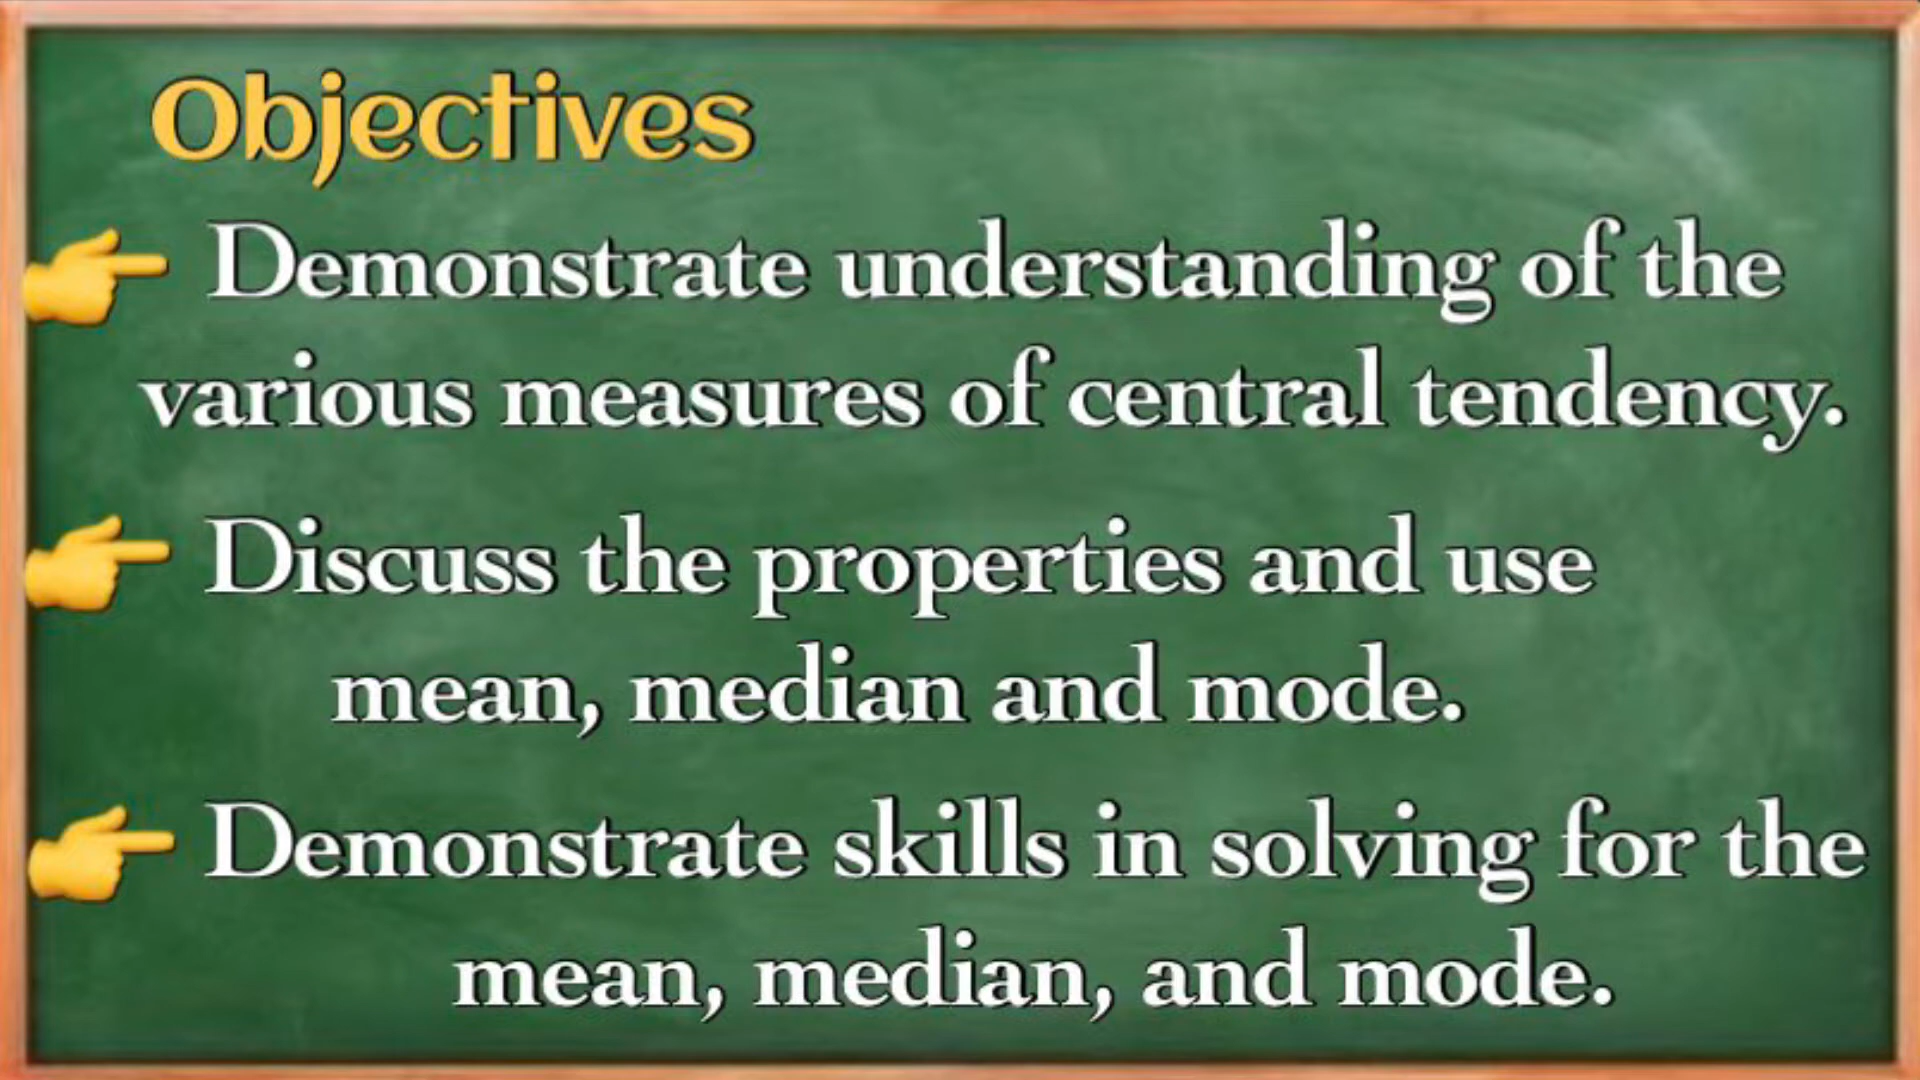 Objectives
Demonstrate understanding of the
various measures of central tendency.
Discuss the properties and use
mean, median and mode.
Demonstrate skills in solving for the
mean, median, and mode.